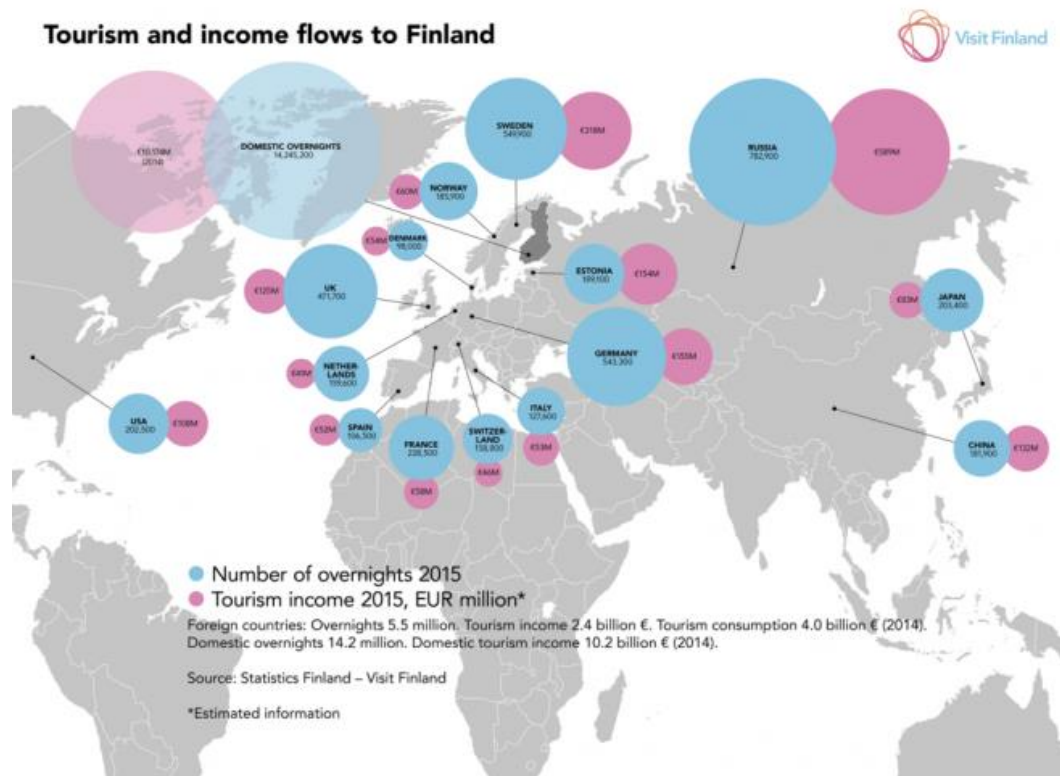 Tourism and income flows to Finland
Visit Finland
€10,174M
(2014)
DOMESTIC OVERNIGHTS
14,245,200
SWEDEN
549,900
€318M
RUSSIA
782,900
€589M
€60M
NORWAY
185,900
€54M
DENMARK
98,000
€125M
UK
471,700
ESTONIA
189,100
€154M
€83M
JAPAN
203,400
GERMANY
543,300
€155M
NETHER-
LANDS
159,600
USA
202,500
€108M
€52M
SPAIN
106,500
FRANCE
228,500
€58M
SWITZER-
LAND
138,800
€46M
ITALY
127,600
€53M
CHINA
181,900
€132M
Number of overnights 2015
Tourism income 2015, EUR million*
Foreign countries: Overnights 5.5 million. Tourism income 2.4 billion €. Tourism consumption 4.0 billion € (2014).
Domestic overnights 14.2 million. Domestic tourism income 10.2 billion € (2014).
Source: Statistics Finland – Visit Finland
*Estimated information